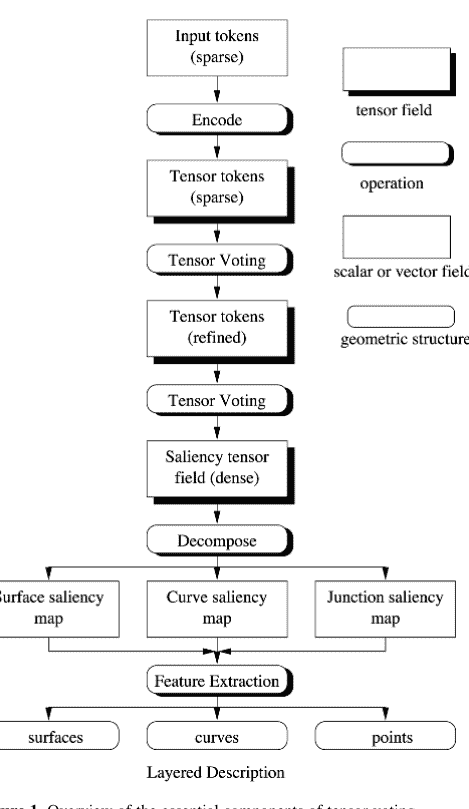 Input tokens
(sparse)
tensor field
Encode
operation
Tensor tokens
(sparse)
Tensor Voting
scalar or vector field
Tensor tokens
(refined)
geometric structure
Tensor Voting
Saliency tensor
field (dense)
Decompose
Surface saliency
map
Curve saliency
map
Junction saliency
map
Feature Extraction
surfaces
curves
points
Layered Description
1. Overview of the essential components of tensor voting